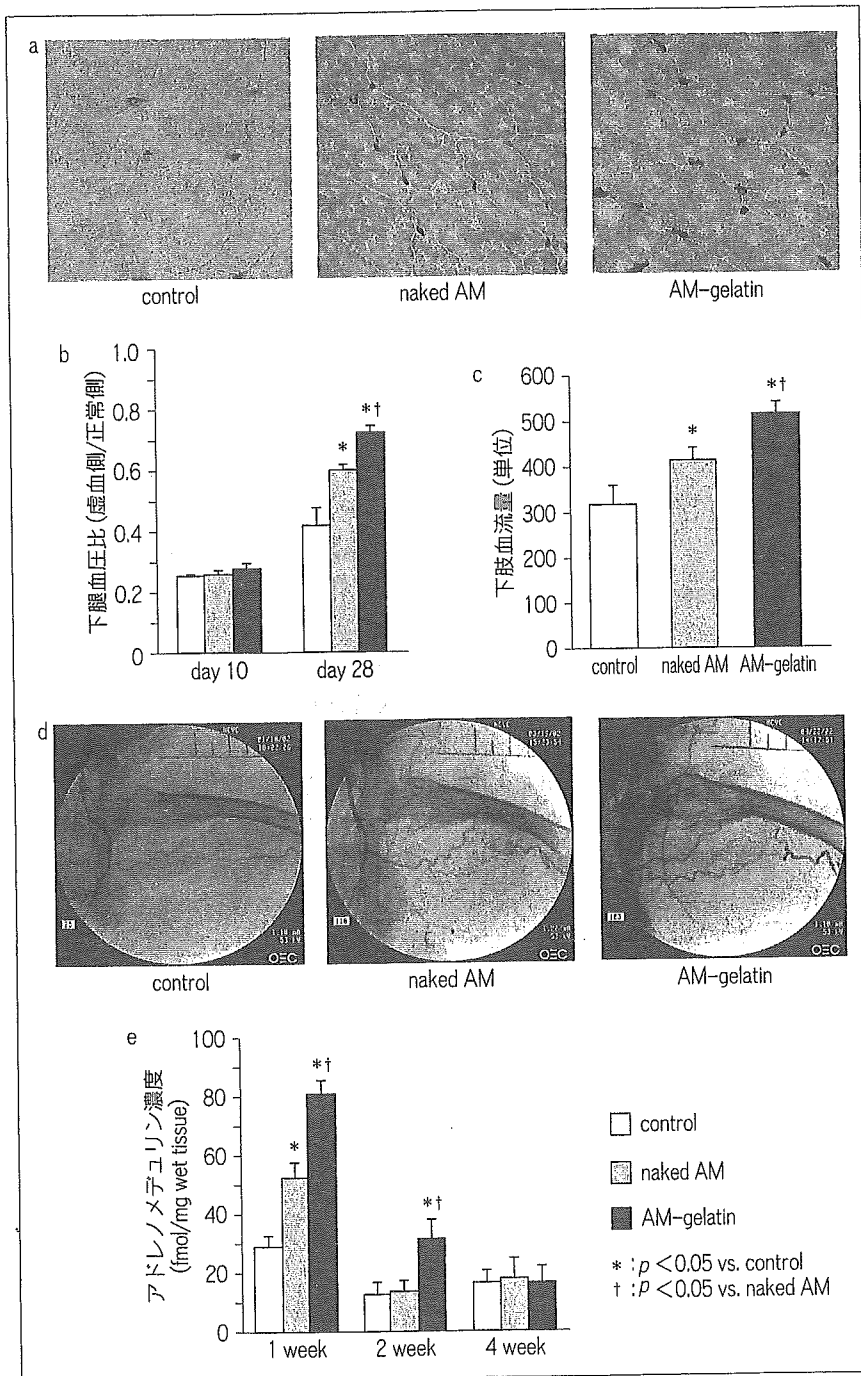 a
control
naked AM
AM-gelatin
b
下腿血圧比 (虚血側/正常側)
1.0
0.8
0.6
0.4
0.2
0
*
*†
day 10
day 28
c
下肢血流量 (単位)
600
500
400
300
200
100
0
*
*†
control
naked AM
AM-gelatin
d
OEC
OEC
OEC
control
naked AM
AM-gelatin
e
アドレノメデュリン濃度
(fmol/mg wet tissue)
100
80
60
40
20
0
*
*†
*†
1 week
2 week
4 week
control
naked AM
AM-gelatin
* : p < 0.05 vs. control
† : p < 0.05 vs. naked AM